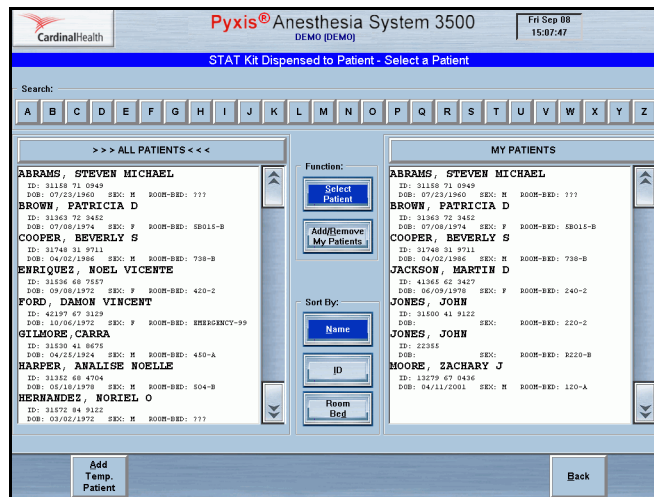 CardinalHealth
Pyxis® Anesthesia System 3500
DEMO (DEMO)
Fri Sep 08
15:07:47
STAT Kit Dispensed to Patient - Select a Patient
Search:
A B C D E F G H I J K L M N O P Q R S T U V W X Y Z
> > > ALL PATIENTS < < <
ABRAMS, STEVEN MICHAEL
ID: 31158 71 0949
DOB: 07/23/1960 SEX: M ROOM-BED: ???
BROWN, PATRICIA D
ID: 31363 72 3452
DOB: 07/08/1974 SEX: F ROOM-BED: SB015-B
COOPER, BEVERLY S
ID: 31748 31 9711
DOB: 04/02/1986 SEX: M ROOM-BED: 738-B
ENRIQUEZ, NOEL VICENTE
ID: 31536 68 7557
DOB: 09/08/1972 SEX: F ROOM-BED: 420-2
FORD, DAMON VINCENT
ID: 42197 67 3129
DOB: 10/06/1972 SEX: F ROOM-BED: EMERGENCY-99
GILMORE,CARRA
ID: 31530 41 8675
DOB: 04/25/1924 SEX: M ROOM-BED: 450-A
HARPER, ANALISE NOELLE
ID: 31352 68 4704
DOB: 05/18/1978 SEX: M ROOM-BED: 504-B
HERNANDEZ, NORIEL O
ID: 31572 84 9122
DOB: 03/02/1972 SEX: M ROOM-BED: ???
Function:
Select
Patient
Add/Remove
My Patients
Sort By:
Name
ID
Room
Bed
MY PATIENTS
ABRAMS, STEVEN MICHAEL
ID: 31158 71 0949
DOB: 07/23/1960 SEX: M ROOM-BED: ???
BROWN, PATRICIA D
ID: 31363 72 3452
DOB: 07/08/1974 SEX: F ROOM-BED: SB015-B
COOPER, BEVERLY S
ID: 31748 31 9711
DOB: 04/02/1986 SEX: M ROOM-BED: 738-B
JACKSON, MARTIN D
ID: 41365 62 3427
DOB: 06/09/1978 SEX: M ROOM-BED: 240-2
JONES, JOHN
ID: 31500 41 9122
DOB: SEX: ROOM-BED: 220-2
JONES, JOHN
ID: 22355
DOB: SEX: ROOM-BED: R220-B
MOORE, ZACHARY J
ID: 13279 67 0436
DOB: 04/11/2001 SEX: M ROOM-BED: 120-A
Add
Temp.
Patient
Back